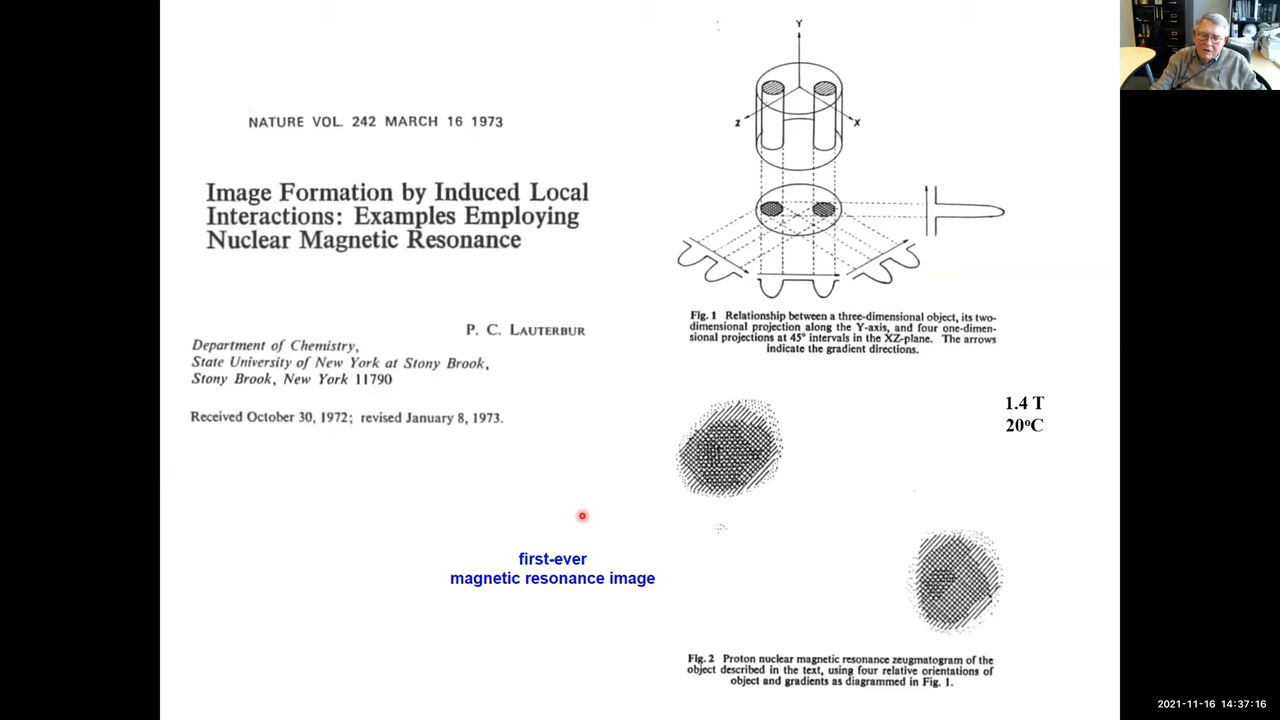 NATURE VOL. 242 MARCH 16 1973
Image Formation by Induced Local
Interactions: Examples Employing
Nuclear Magnetic Resonance
P. C. LAUTERBUR
Department of Chemistry,
State University of New York at Stony Brook,
Stony Brook, New York 11790
Received October 30, 1972; revised January 8, 1973.
first-ever
magnetic resonance image
Y
Z
X
Fig. 1 Relationship between a three-dimensional object, its two-
dimensional projection along the Y-axis, and four one-dimen-
sional projections at 45° intervals in the XZ-plane. The arrows
indicate the gradient directions.
1.4 T
20°C
Fig. 2 Proton nuclear magnetic resonance zeugmatogram of the
object described in the text, using four relative orientations of
object and gradients as diagrammed in Fig. 1.
2021-11-16 14:37:16